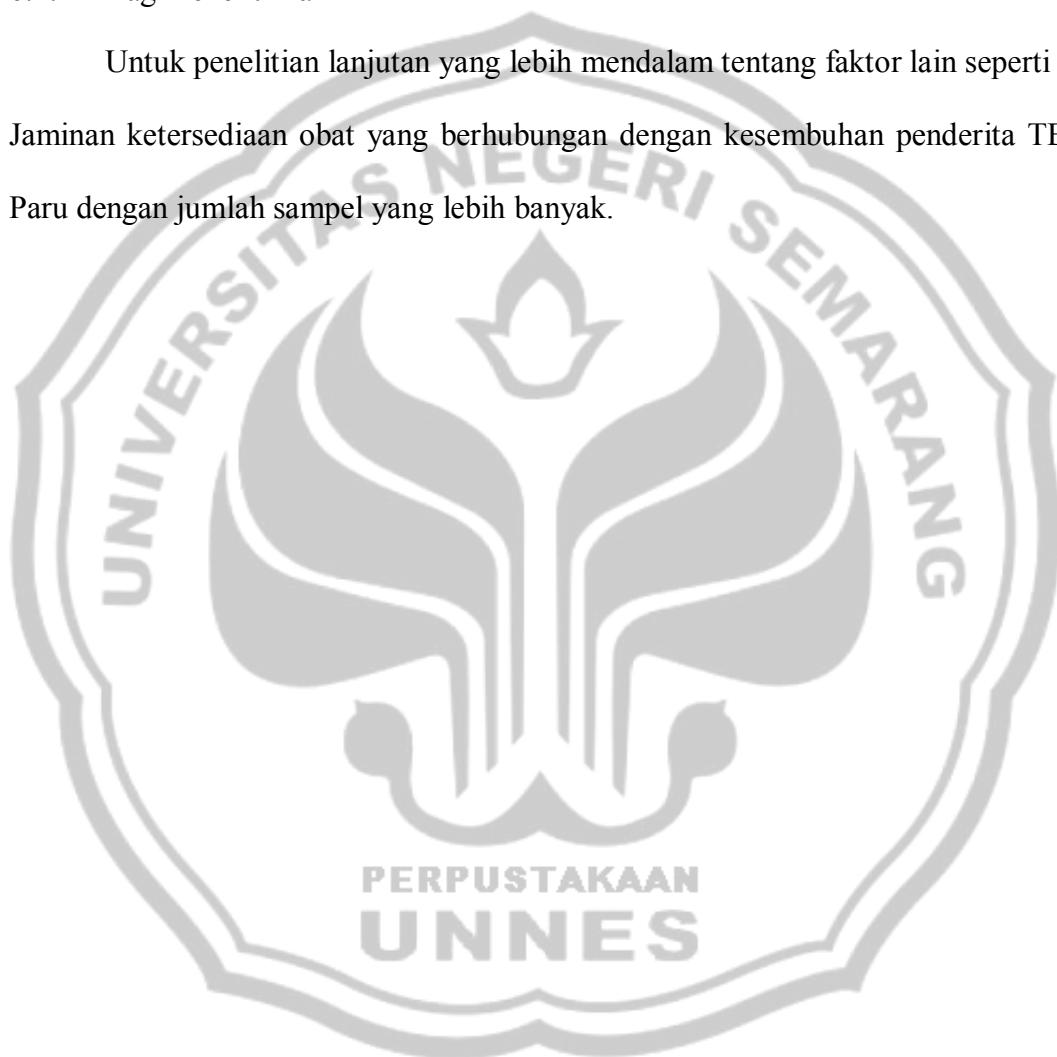 Untuk penelitian lanjutan yang lebih mendalam tentang faktor lain seperti
Jaminan ketersediaan obat yang berhubungan dengan kesembuhan penderita
Paru dengan jumlah sampel yang lebih banyak.
UNIVERSITAS NEGERI SEMARANG
PERPUSTAKAAN
UNNES